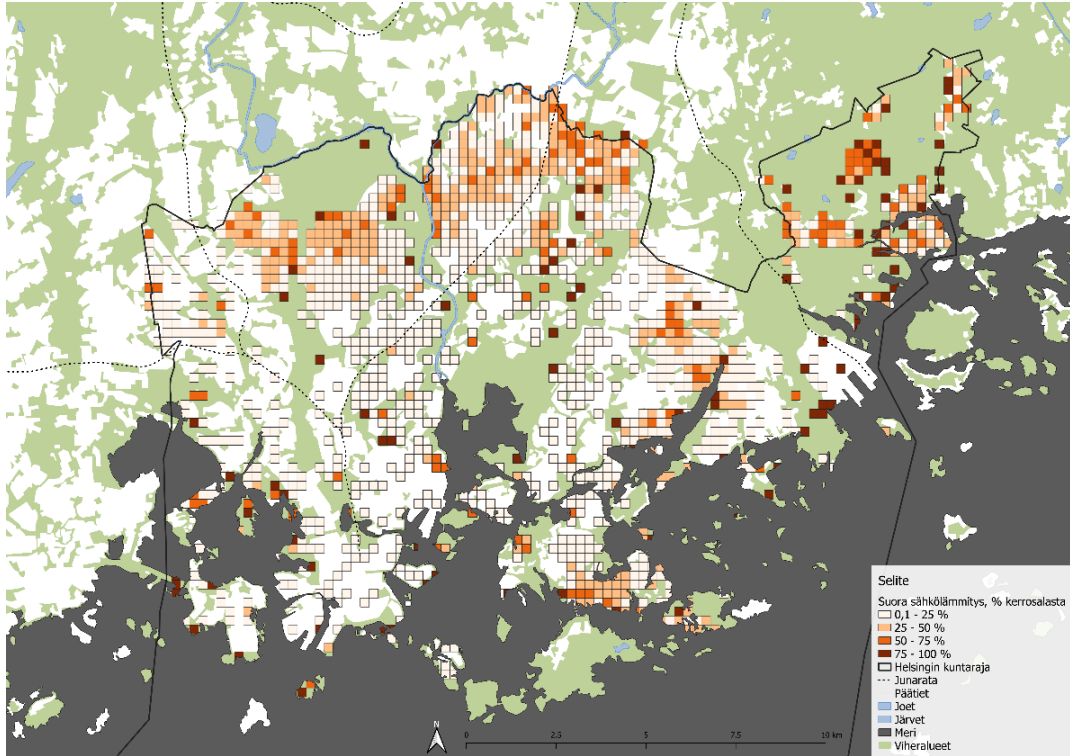 Selite
Suora sähkölämmitys, % kerrosalasta
0,1 - 25 %
25 - 50 %
50 - 75 %
75 - 100 %
Helsingin kuntaraja
Junarata
Päätiet
Joet
Järvet
Meri
Viheralueet
N
0 2.5 5 7.5 10 km